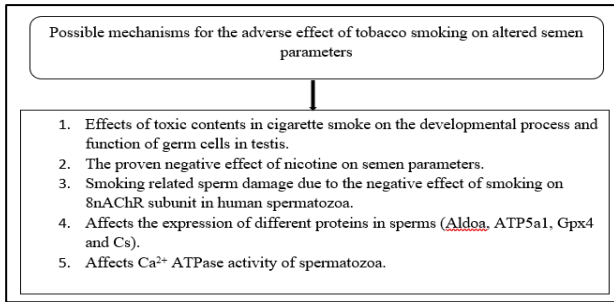 Possible mechanisms for the adverse effect of tobacco smoking on altered semen
parameters
1. Effects of toxic contents in cigarette smoke on the developmental process and
function of germ cells in testis.
2. The proven negative effect of nicotine on semen parameters.
3. Smoking related sperm damage due to the negative effect of smoking on
8nAChR subunit in human spermatozoa.
4. Affects the expression of different proteins in sperms (Aldoa, ATP5a1, Gpx4
and Cs).
5. Affects Ca²⁺ ATPase activity of spermatozoa.